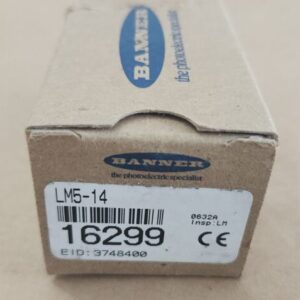 BANNER
the photoelectric specialist
BANNER
the photoelectric specialist
LM5-14
0632A
Insp:LM
16299
CE
EID:3748400